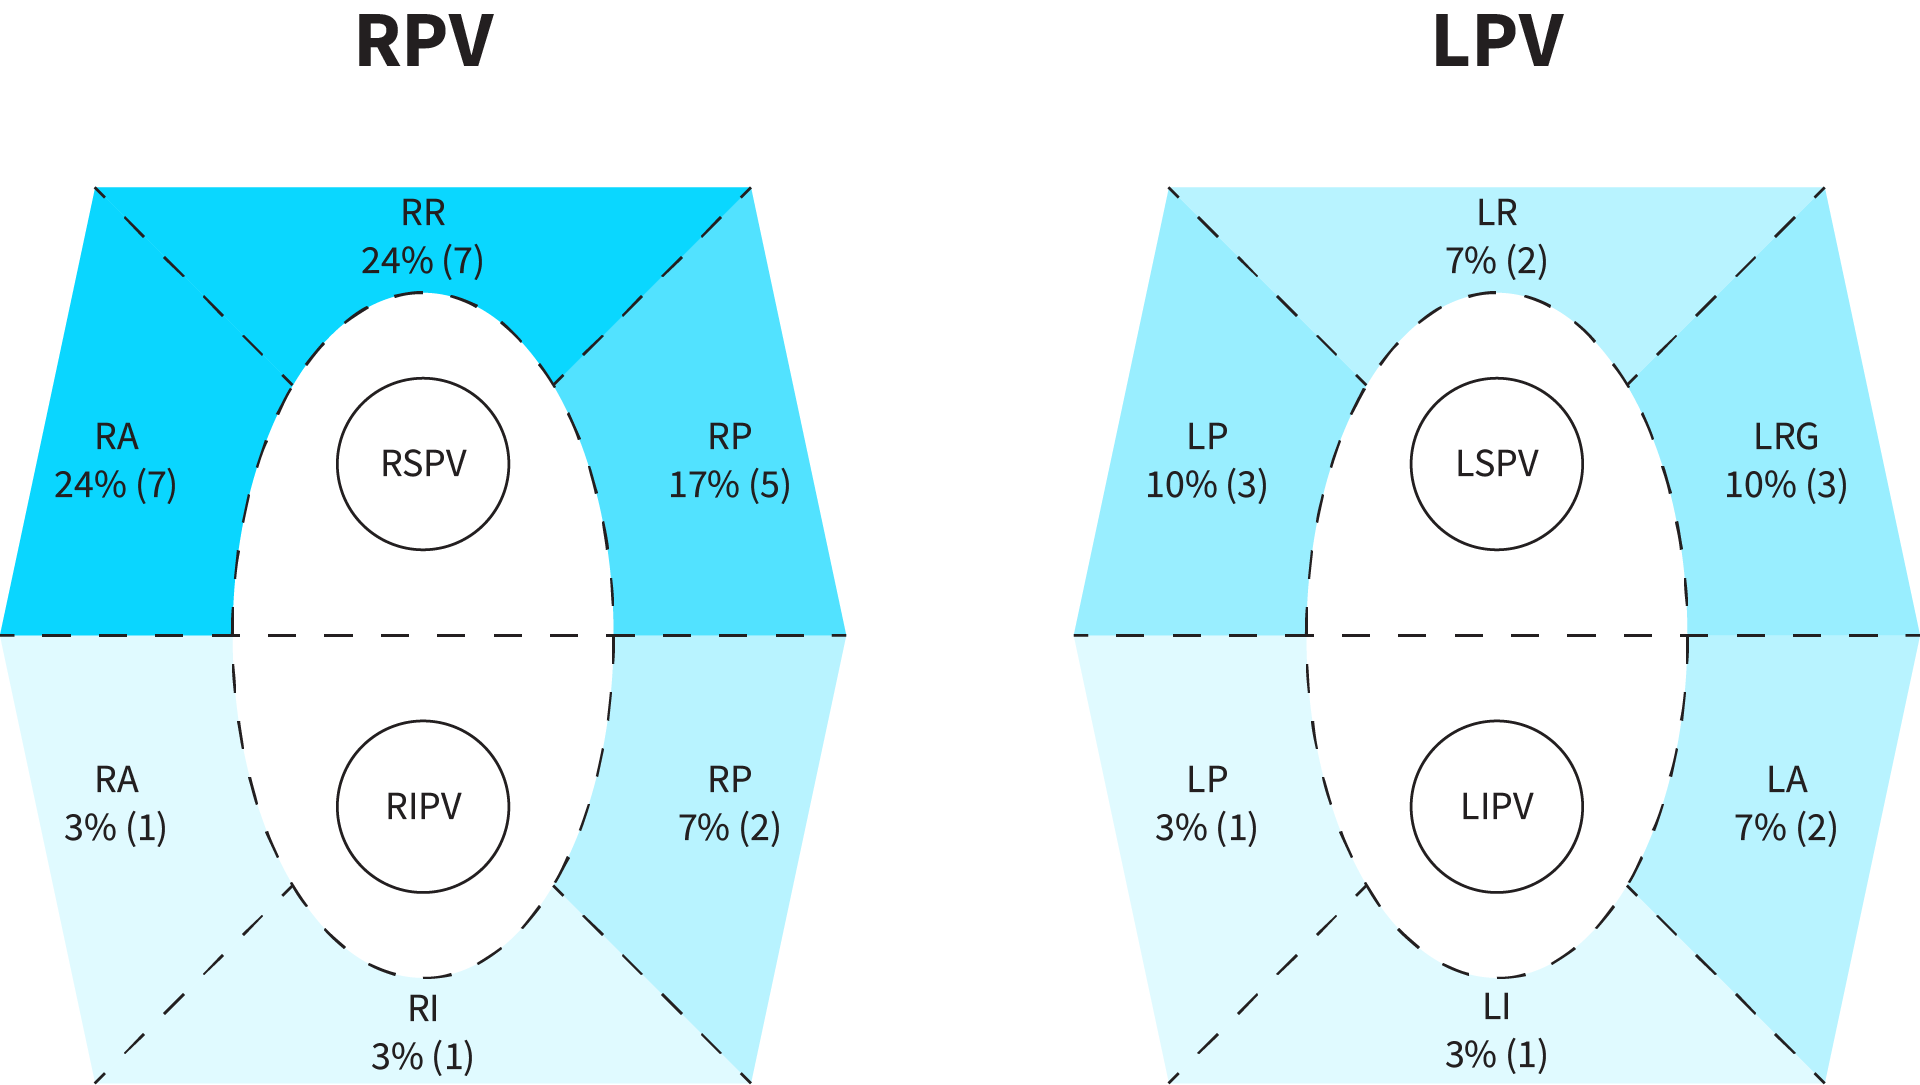 RPV
LPV
RR
24% (7)
RA
24% (7)
RSPV
RP
17% (5)
RA
3% (1)
RIPV
RP
7% (2)
RI
3% (1)
LR
7% (2)
LP
10% (3)
LSPV
LRG
10% (3)
LP
3% (1)
LIPV
LA
7% (2)
LI
3% (1)